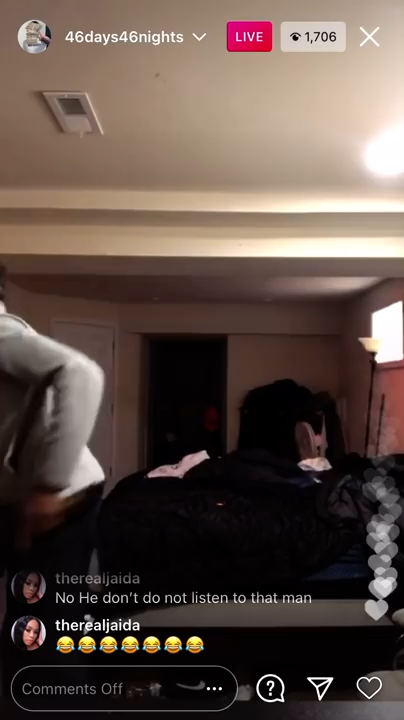 46days46nights
LIVE
1,706
therealjaida
No He don't do not listen to that man
therealjaida
😂😂😂😂😂😂😂
Comments Off